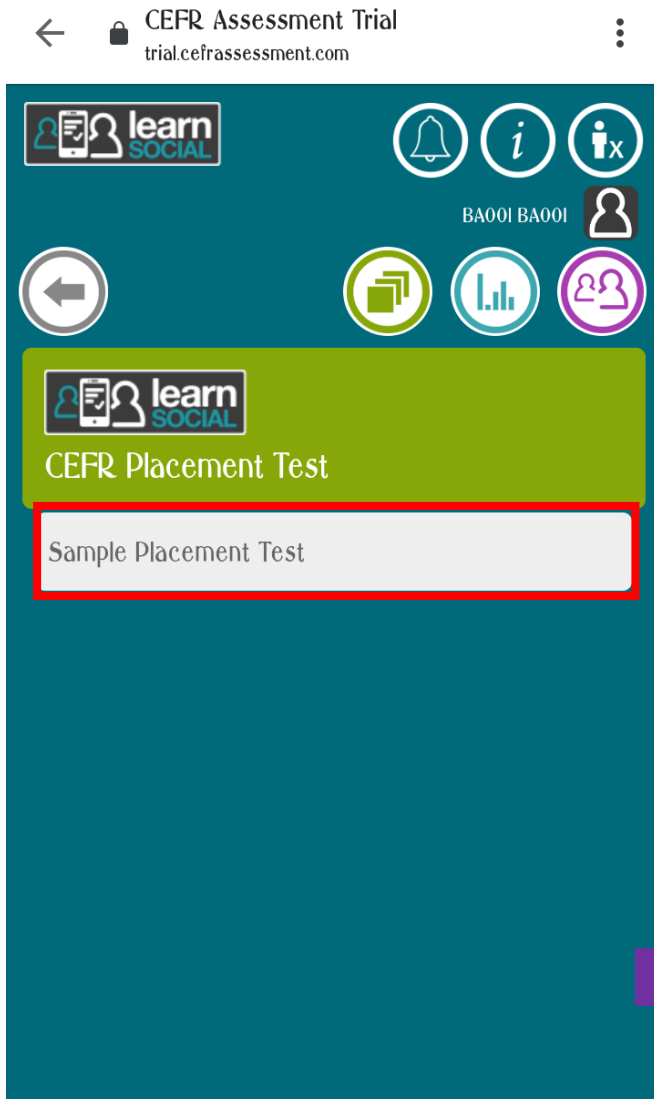 CEFR Assessment Trial
trial.cefrassessment.com
learn
SOCIAL
i
x
BA001 BA001
learn
SOCIAL
CEFR Placement Test
Sample Placement Test